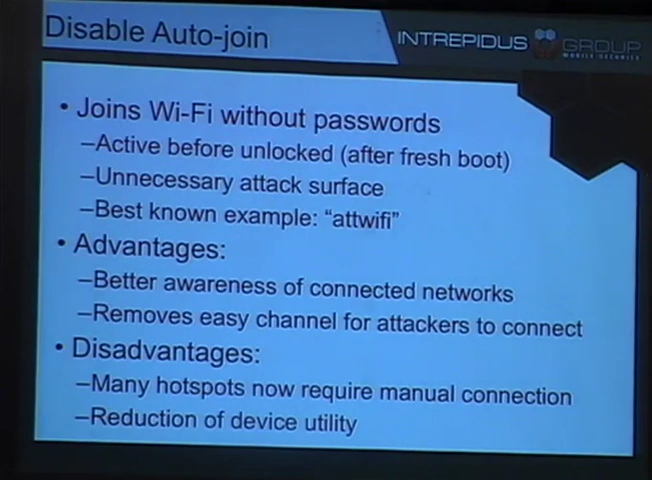 Disable Auto-join
INTREPIDUS GROUP
MOBILE SECURITY
• Joins Wi-Fi without passwords
–Active before unlocked (after fresh boot)
–Unnecessary attack surface
–Best known example: “attwifi”
• Advantages:
–Better awareness of connected networks
–Removes easy channel for attackers to connect
• Disadvantages:
–Many hotspots now require manual connection
–Reduction of device utility